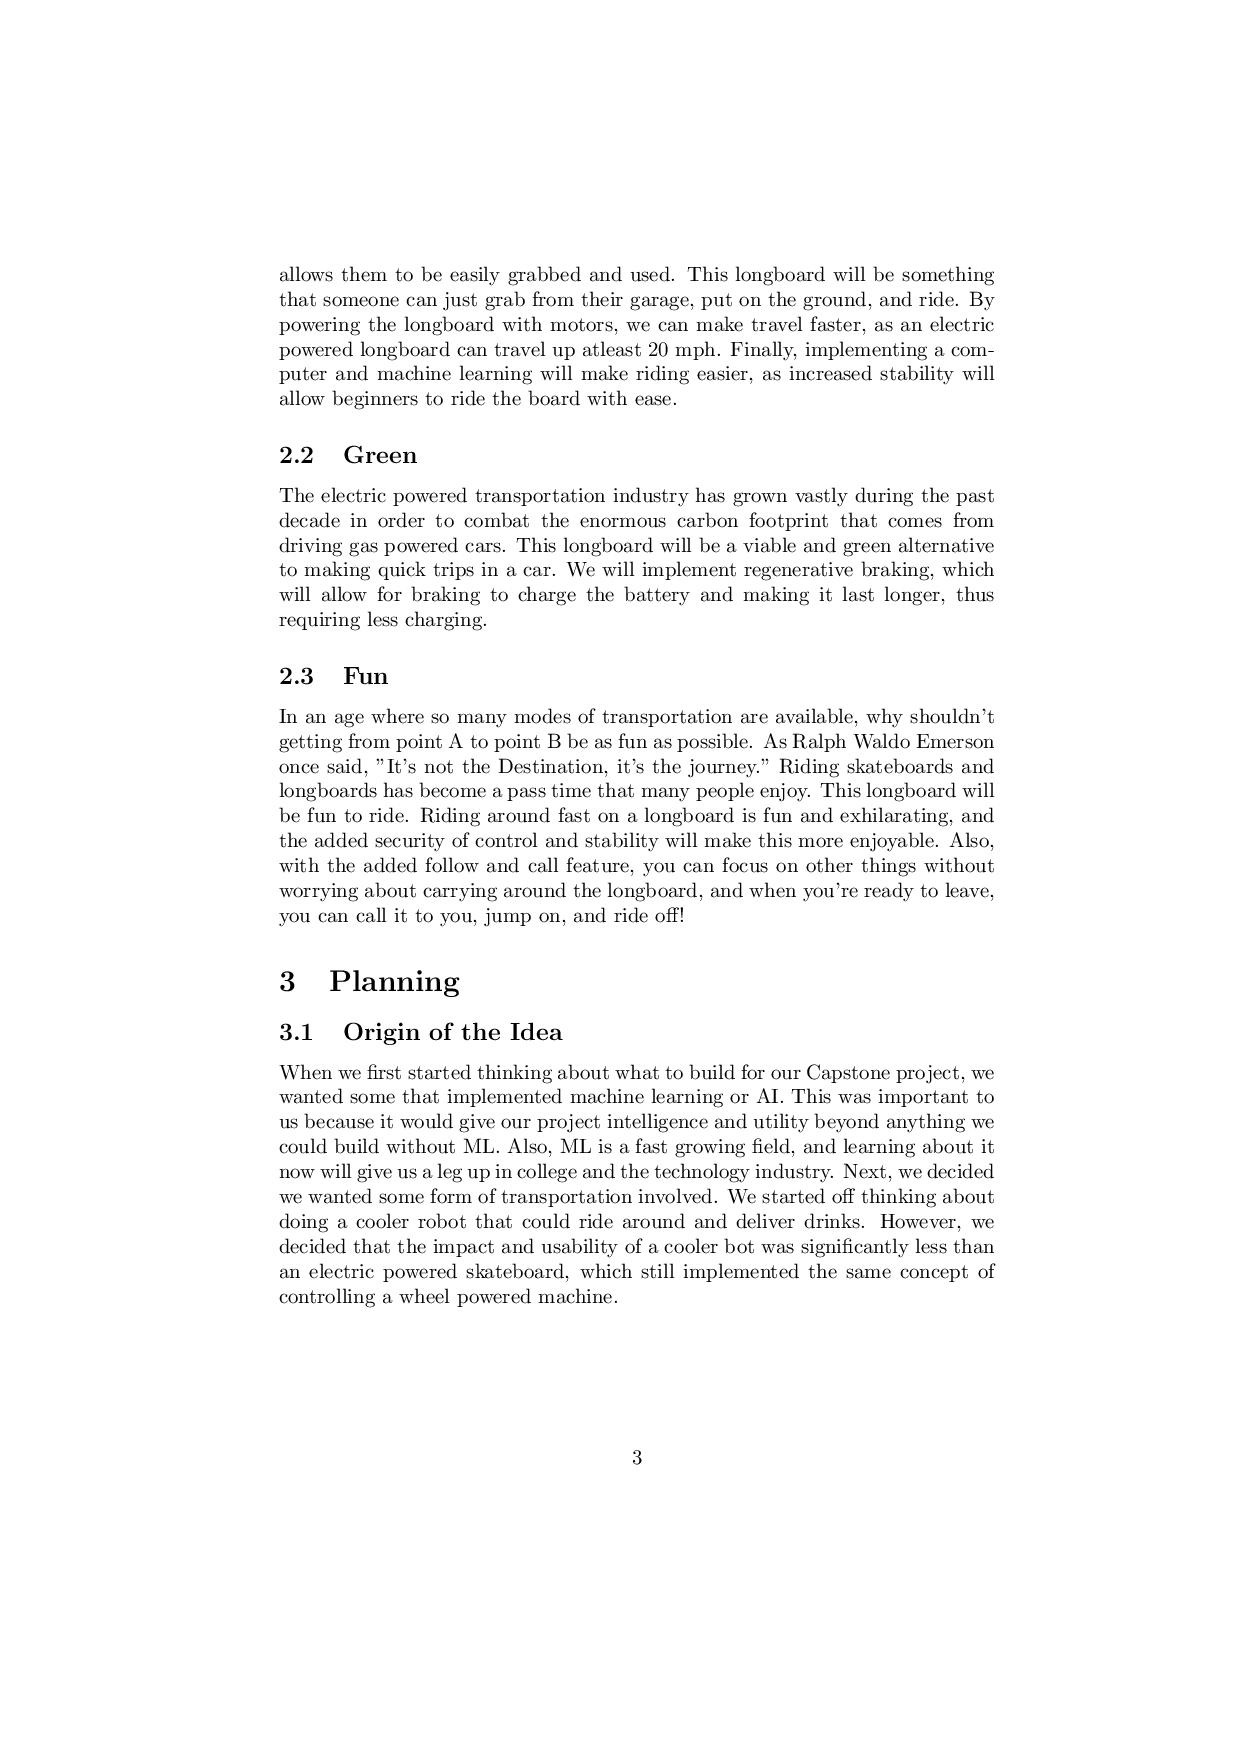 allows them to be easily grabbed and used. This longboard will be something
that someone can just grab from their garage, put on the ground, and ride. By
powering the longboard with motors, we can make travel faster, as an electric
powered longboard can travel up atleast 20 mph. Finally, implementing a com-
puter and machine learning will make riding easier, as increased stability will
allow beginners to ride the board with ease.
2.2 Green
The electric powered transportation industry has grown vastly during the past
decade in order to combat the enormous carbon footprint that comes from
driving gas powered cars. This longboard will be a viable and green alternative
to making quick trips in a car. We will implement regenerative braking, which
will allow for braking to charge the battery and making it last longer, thus
requiring less charging.
2.3 Fun
In an age where so many modes of transportation are available, why shouldn't
getting from point A to point B be as fun as possible. As Ralph Waldo Emerson
once said, ”It's not the Destination, it's the journey.” Riding skateboards and
longboards has become a pass time that many people enjoy. This longboard will
be fun to ride. Riding around fast on a longboard is fun and exhilarating, and
the added security of control and stability will make this more enjoyable. Also,
with the added follow and call feature, you can focus on other things without
worrying about carrying around the longboard, and when you're ready to leave,
you can call it to you, jump on, and ride off!
3 Planning
3.1 Origin of the Idea
When we first started thinking about what to build for our Capstone project, we
wanted some that implemented machine learning or AI. This was important to
us because it would give our project intelligence and utility beyond anything we
could build without ML. Also, ML is a fast growing field, and learning about it
now will give us a leg up in college and the technology industry. Next, we decided
we wanted some form of transportation involved. We started off thinking about
doing a cooler robot that could ride around and deliver drinks. However, we
decided that the impact and usability of a cooler bot was significantly less than
an electric powered skateboard, which still implemented the same concept of
controlling a wheel powered machine.
3